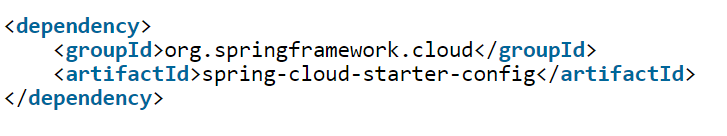 <dependency>
    <groupId>org.springframework.cloud</groupId>
    <artifactId>spring-cloud-starter-config</artifactId>
</dependency>